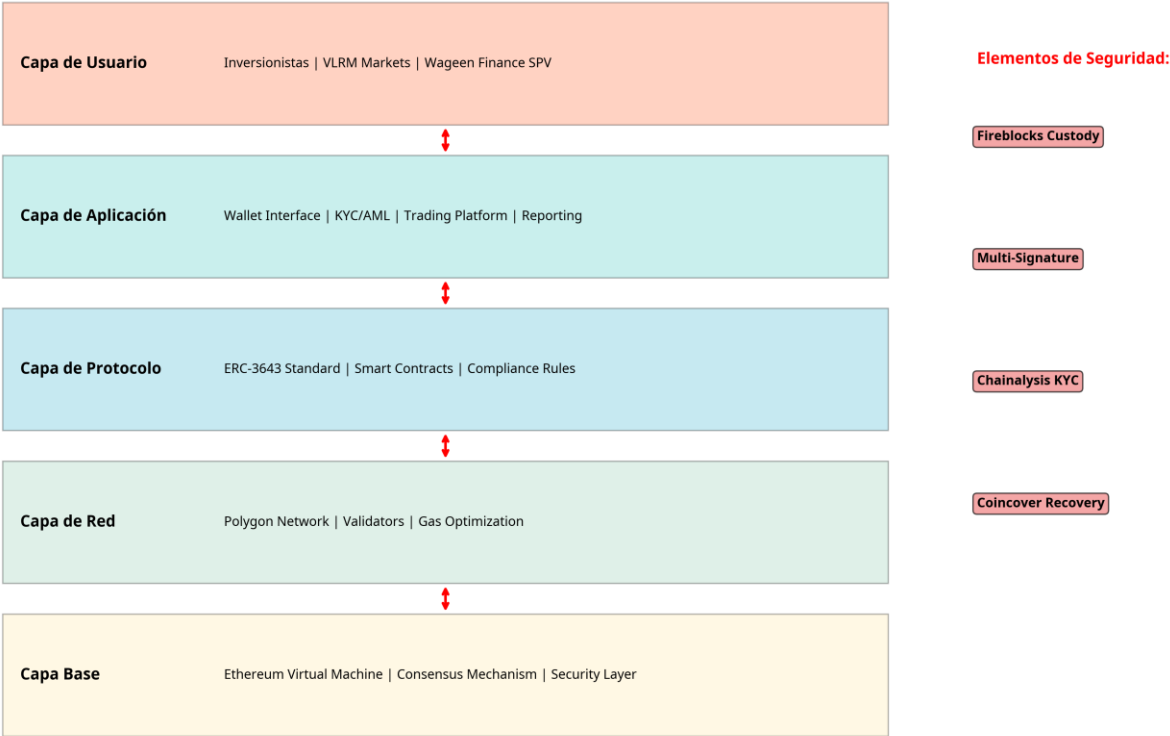 Capa de Usuario
Inversionistas | VLRM Markets | Wageen Finance SPV
Capa de Aplicación
Wallet Interface | KYC/AML | Trading Platform | Reporting
Capa de Protocolo
ERC-3643 Standard | Smart Contracts | Compliance Rules
Capa de Red
Polygon Network | Validators | Gas Optimization
Capa Base
Ethereum Virtual Machine | Consensus Mechanism | Security Layer
Elementos de Seguridad:
Fireblocks Custody
Multi-Signature
Chainalysis KYC
Coincover Recovery